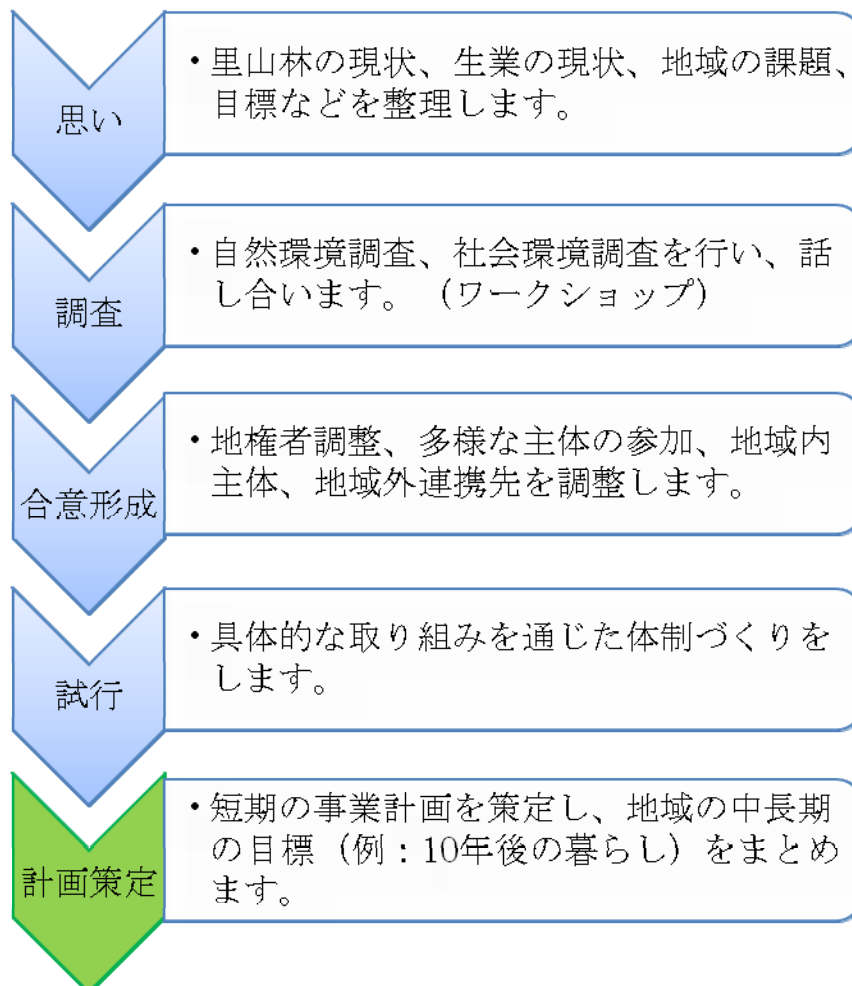 思い
・里山林の現状、生業の現状、地域の課題、
目標などを整理します。
調査
・自然環境調査、社会環境調査を行い、話
し合います。（ワークショップ）
合意形成
・地権者調整、多様な主体の参加、地域内
主体、地域外連携先を調整します。
試行
・具体的な取り組みを通じた体制づくりを
します。
計画策定
・短期の事業計画を策定し、地域の中長期
の目標（例：10年後の暮らし）をまとめ
ます。